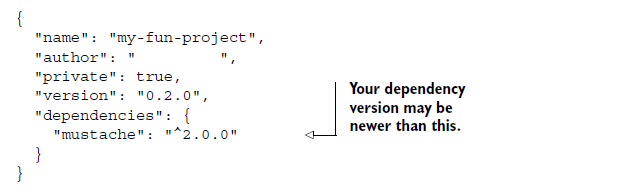 {
"name": "my-fun-project",
"author": " ",
"private": true,
"version": "0.2.0",
"dependencies": {
"mustache": "^2.0.0"
}
}
Your dependency
version may be
newer than this.